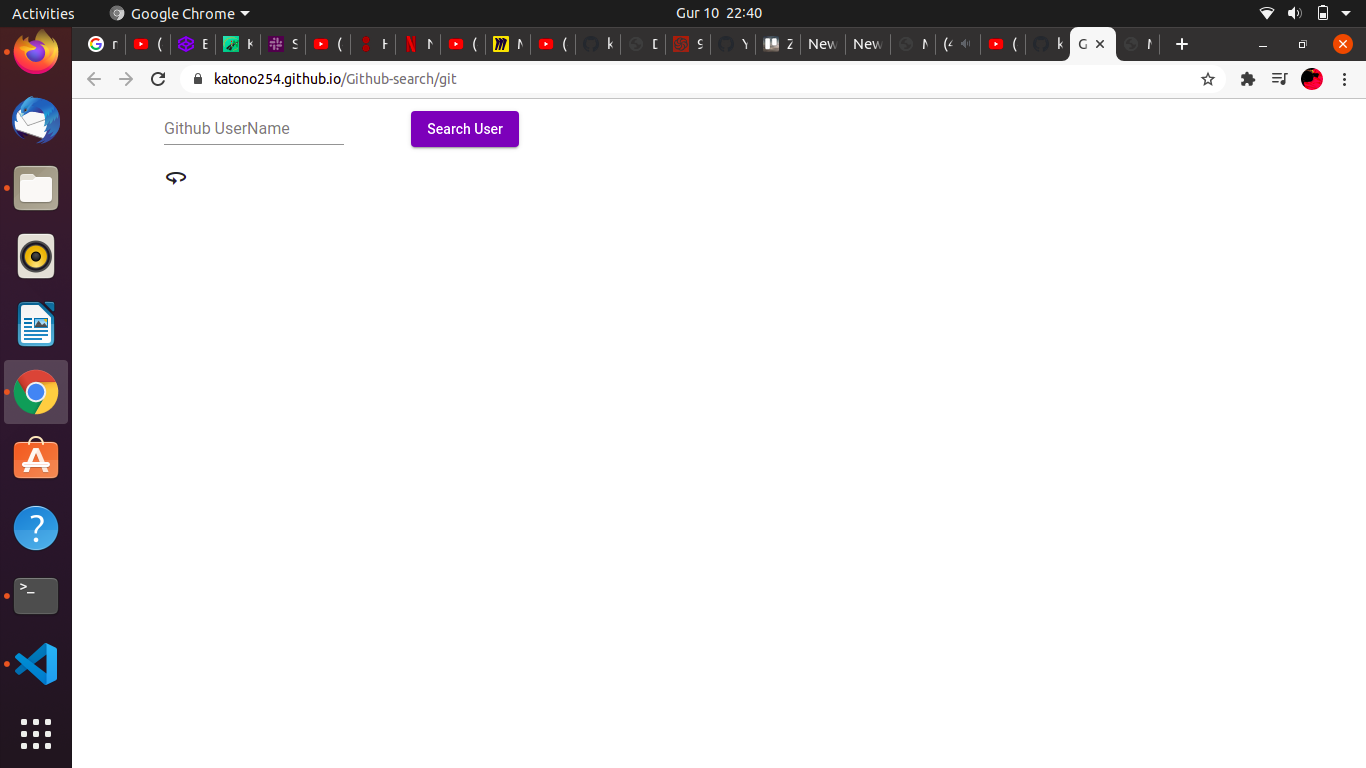 Activities
Google Chrome
Gur 10 22:40
New
New
katono254.github.io/Github-search/git
Github UserName
Search User